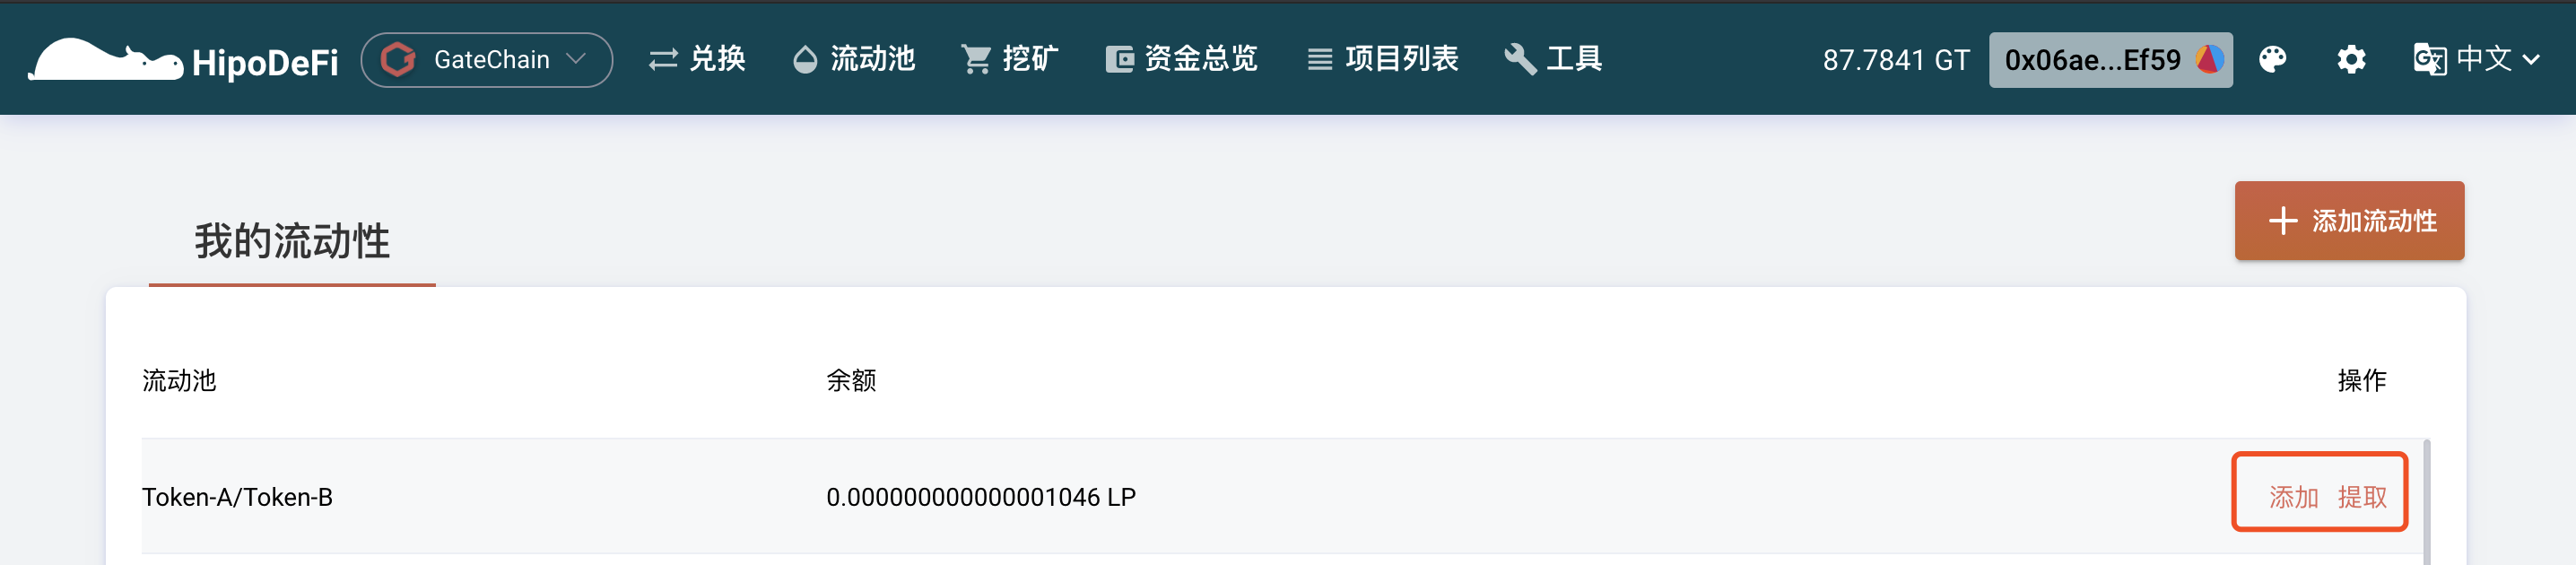 HipoDeFi GateChain 兑换 流动池 挖矿 资金总览 项目列表 工具 87.7841 GT 0x06ae...Ef59 中文
我的流动性
添加流动性
流动池 余额 操作
Token-A/Token-B 0.000000000000001046 LP 添加 提取